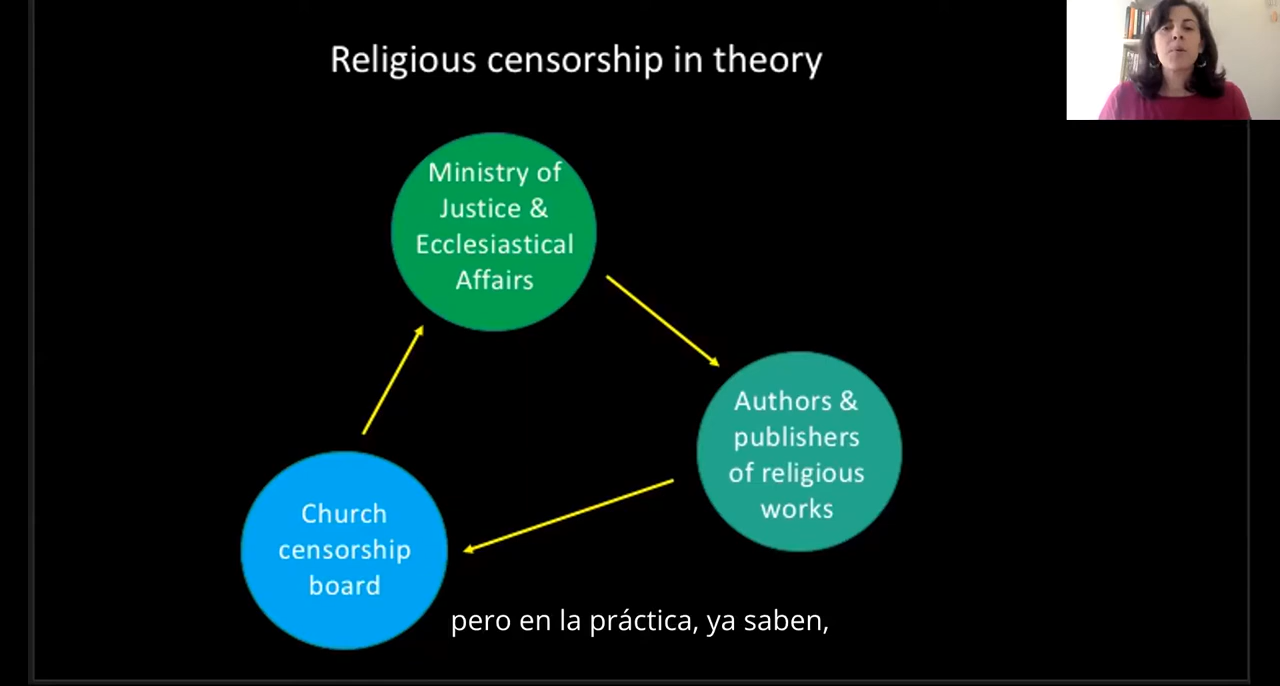 Religious censorship in theory
Ministry of
Justice &
Ecclesiastical
Affairs
Authors &
publishers
of religious
works
Church
censorship
board
pero en la práctica, ya saben,